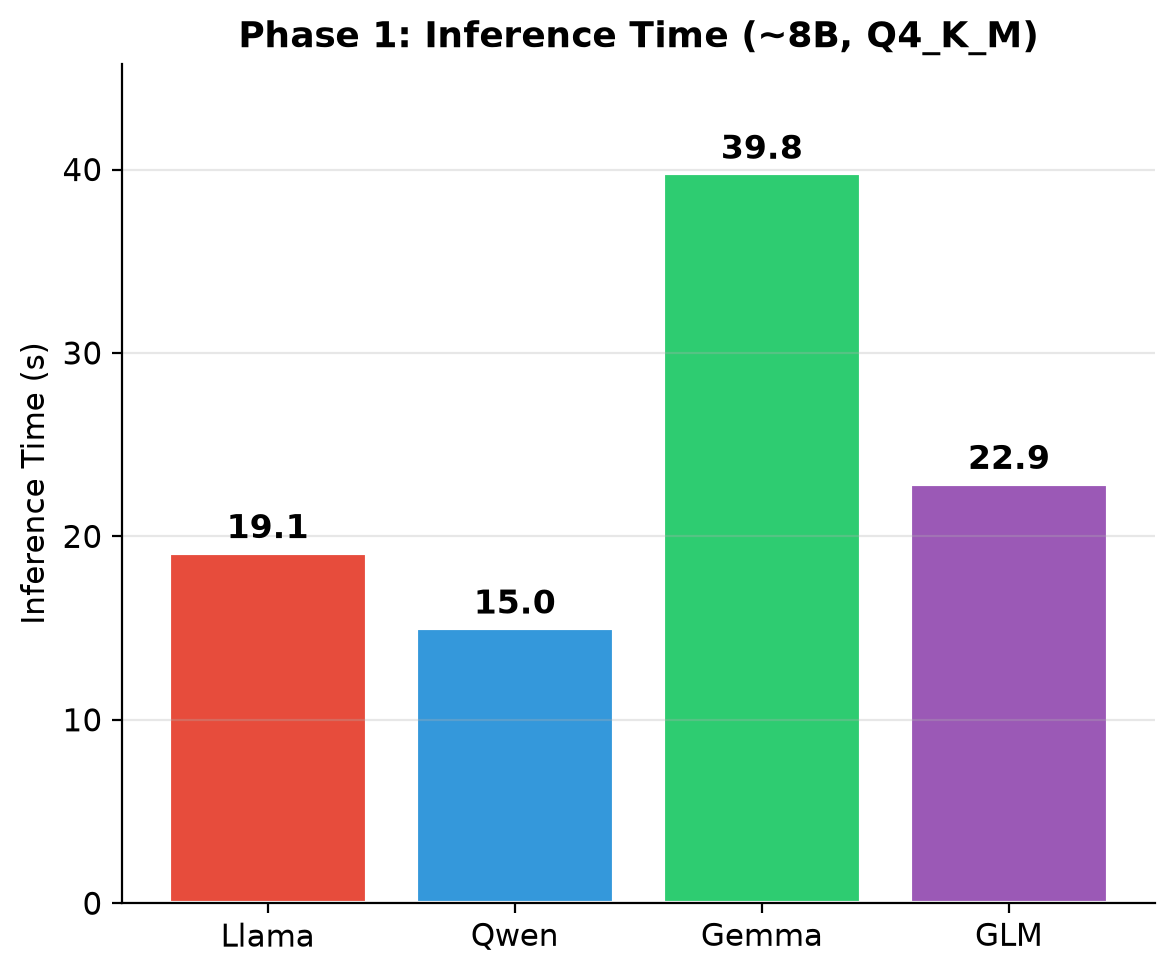 Phase 1: Inference Time (~8B, Q4_K_M)
Inference Time (s)
40
30
20
10
0
19.1
15.0
39.8
22.9
Llama
Qwen
Gemma
GLM